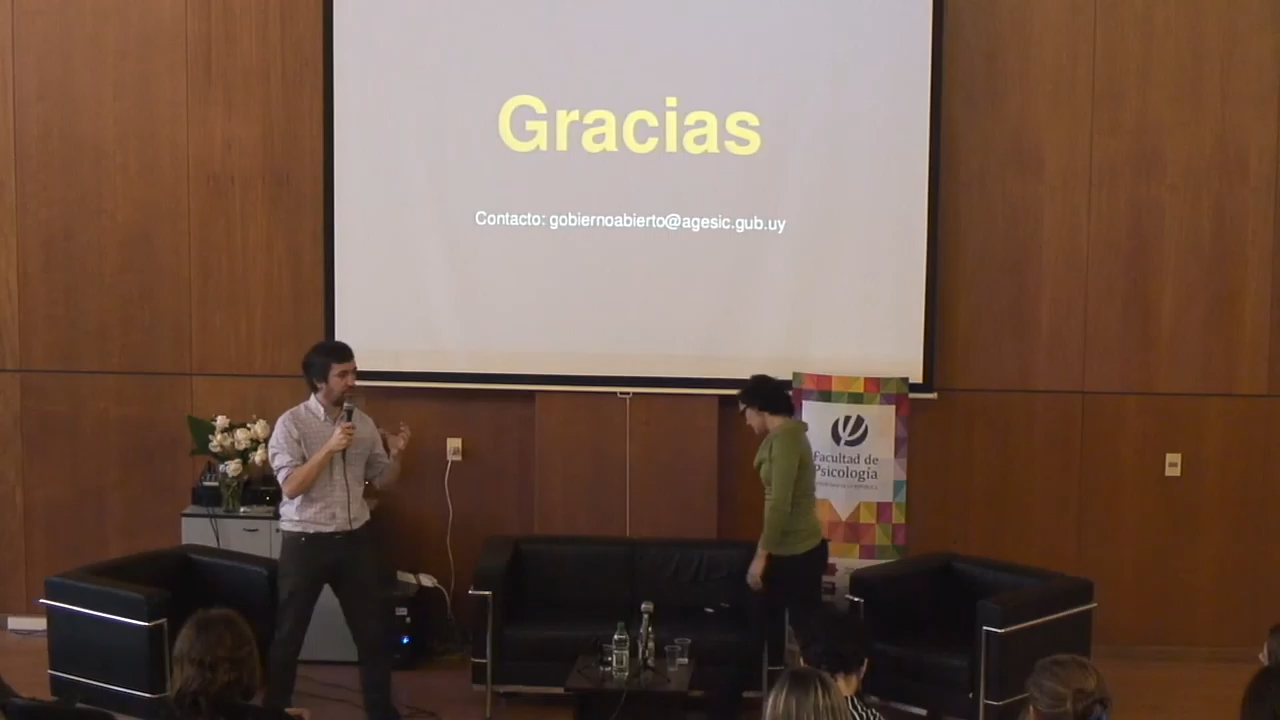 Gracias
Contacto: gobiernoabierto@agesic.gub.uy
Facultad de
Psicología